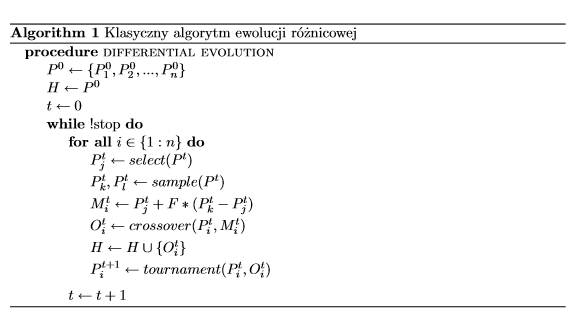 Algorithm 1 Klasyczny algorytm ewolucji różnicowej
procedure DIFFERENTIAL EVOLUTION
P^0 ← {P_1^0, P_2^0, ..., P_n^0}
H ← P^0
t ← 0
while !stop do
for all i ∈ {1 : n} do
P_j^t ← select(P^t)
P_k^t, P_l^t ← sample(P^t)
M_i^t ← P_j^t + F ∗ (P_k^t − P_j^t)
O_i^t ← crossover(P_i^t, M_i^t)
H ← H ∪ {O_i^t}
P_i^{t+1} ← tournament(P_i^t, O_i^t)
t ← t + 1